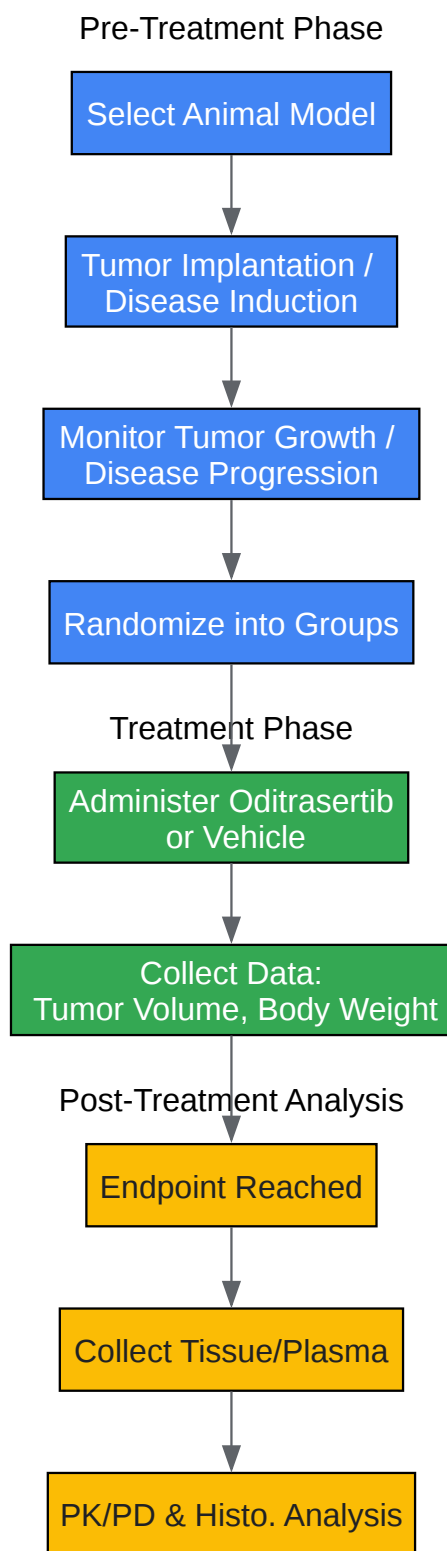 Pre-Treatment Phase
Select Animal Model
Tumor Implantation /
Disease Induction
Monitor Tumor Growth /
Disease Progression
Randomize into Groups
Treatment Phase
Administer Oditrasertib
or Vehicle
Collect Data:
Tumor Volume, Body Weight
Post-Treatment Analysis
Endpoint Reached
Collect Tissue/Plasma
PK/PD & Histo. Analysis